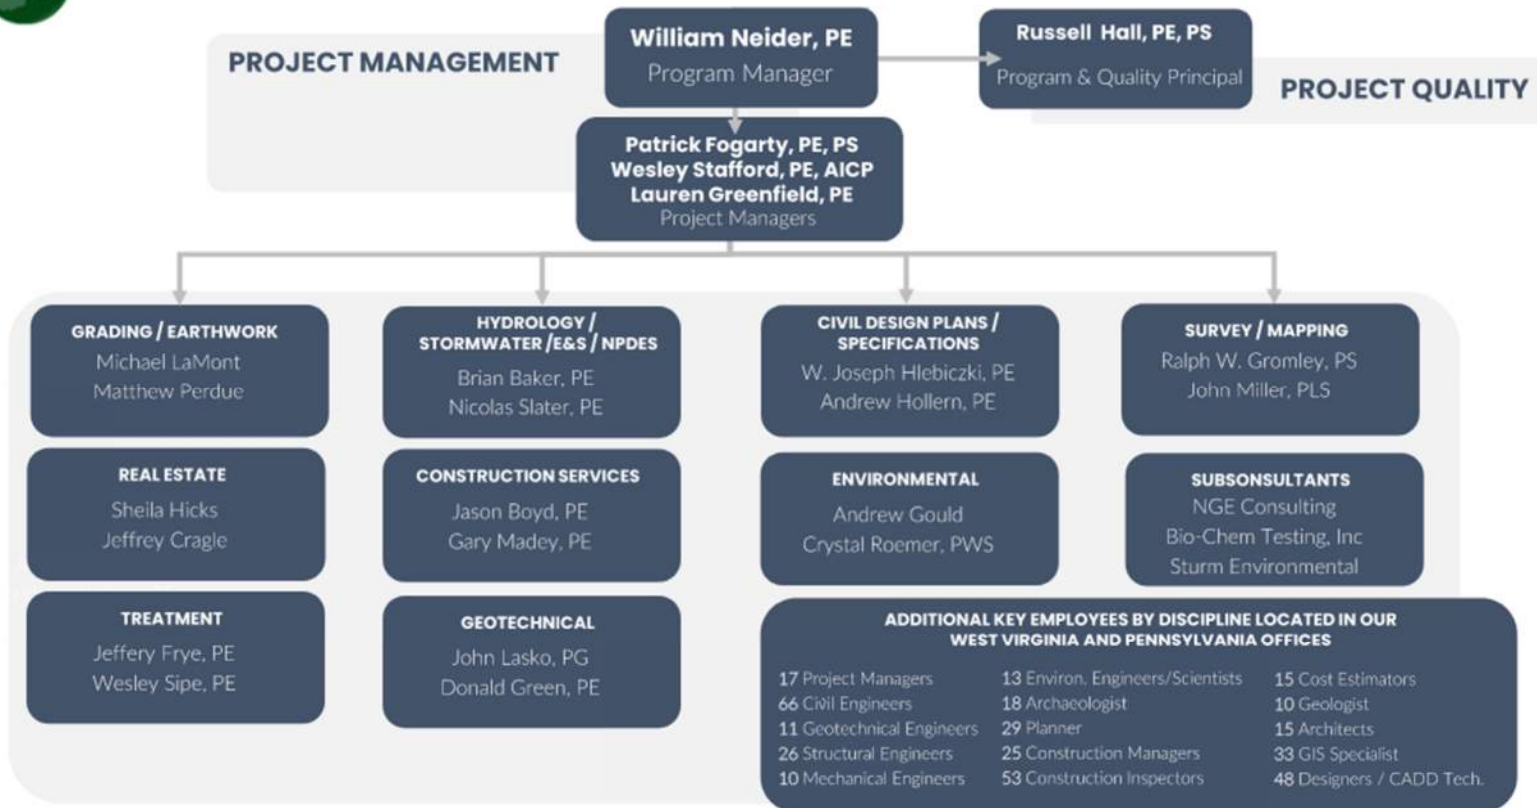 PROJECT MANAGEMENT
William Neider, PE
Program Manager
Russell Hall, PE, PS
Program & Quality Principal
PROJECT QUALITY
Patrick Fogarty, PE, PS
Wesley Stafford, PE, AICP
Lauren Greenfield, PE
Project Managers
GRADING / EARTHWORK
Michael LaMont
Matthew Perdue
HYDROLOGY /
STORMWATER /E&S / NPDES
Brian Baker, PE
Nicolas Slater, PE
CIVIL DESIGN PLANS /
SPECIFICATIONS
W. Joseph Hlebiczki, PE
Andrew Hollern, PE
SURVEY / MAPPING
Ralph W. Gromley, PS
John Miller, PLS
REAL ESTATE
Sheila Hicks
Jeffrey Cragle
CONSTRUCTION SERVICES
Jason Boyd, PE
Gary Madey, PE
ENVIRONMENTAL
Andrew Gould
Crystal Roemer, PWS
SUBSONSULTANTS
NGE Consulting
Bio-Chem Testing, Inc
Sturm Environmental
TREATMENT
Jeffery Frye, PE
Wesley Sipe, PE
GEOTECHNICAL
John Lasko, PG
Donald Green, PE
ADDITIONAL KEY EMPLOYEES BY DISCIPLINE LOCATED IN OUR
WEST VIRGINIA AND PENNSYLVANIA OFFICES
17 Project Managers
66 Civil Engineers
11 Geotechnical Engineers
26 Structural Engineers
10 Mechanical Engineers
13 Environ. Engineers/Scientists
18 Archaeologist
29 Planner
25 Construction Managers
53 Construction Inspectors
15 Cost Estimators
10 Geologist
15 Architects
33 GIS Specialist
48 Designers / CADD Tech.